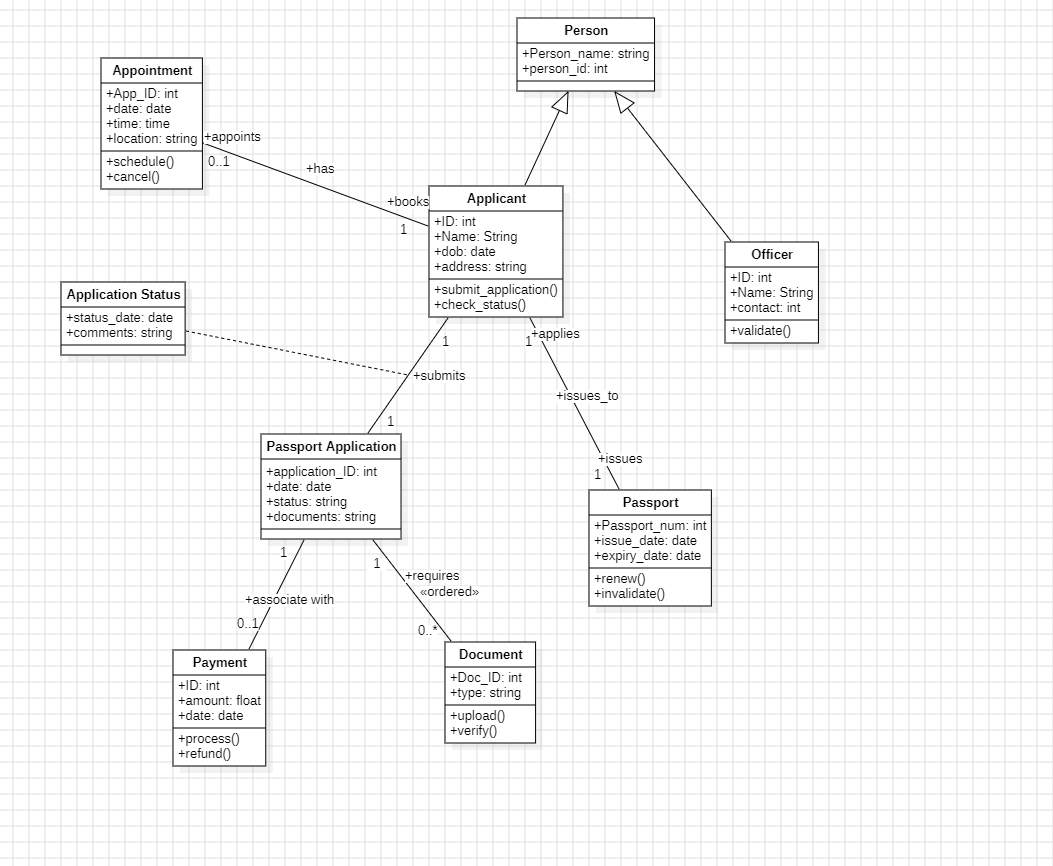 Person
+Person_name: string
+person_id: int
Appointment
+App_ID: int
+date: date
+time: time
+location: string
+schedule()
+cancel()
+appoints
0..1
+has
+books
1
Applicant
+ID: int
+Name: String
+dob: date
+address: string
+submit_application()
+check_status()
Officer
+ID: int
+Name: String
+contact: int
+validate()
Application Status
+status_date: date
+comments: string
1
+submits
1
1
+applies
+issues_to
+issues
1
Passport Application
+application_ID: int
+date: date
+status: string
+documents: string
Passport
+Passport_num: int
+issue_date: date
+expiry_date: date
+renew()
+invalidate()
1
+associate with
0..1
1
+requires
«ordered»
0..*
Payment
+ID: int
+amount: float
+date: date
+process()
+refund()
Document
+Doc_ID: int
+type: string
+upload()
+verify()